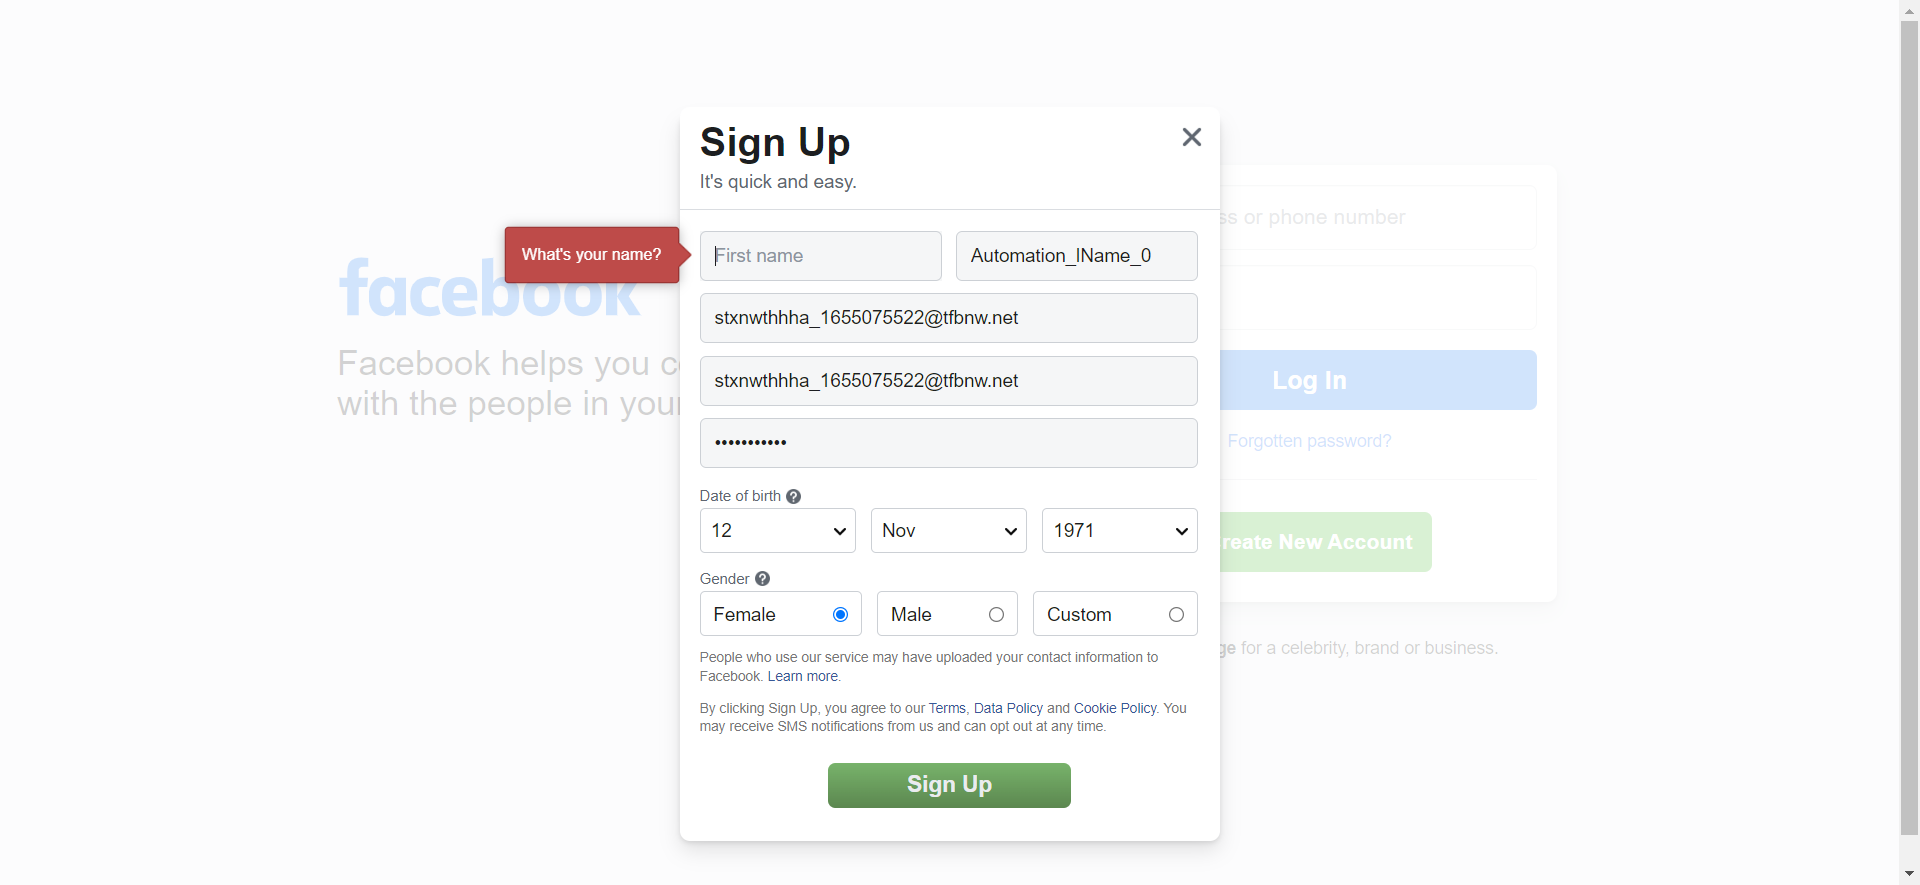 Sign Up
It's quick and easy.
What's your name?
First name
Automation_lName_0
stxnwthhha_1655075522@tfbnw.net
stxnwthhha_1655075522@tfbnw.net
•••••••••••
Date of birth ?
12
Nov
1971
Gender ?
Female
Male
Custom
People who use our service may have uploaded your contact information to
Facebook. Learn more.
By clicking Sign Up, you agree to our Terms, Data Policy and Cookie Policy. You
may receive SMS notifications from us and can opt out at any time.
Sign Up
facebook
Facebook helps you
with the people in
or phone number
Log In
Forgotten password?
New Account
for a celebrity, brand or business.